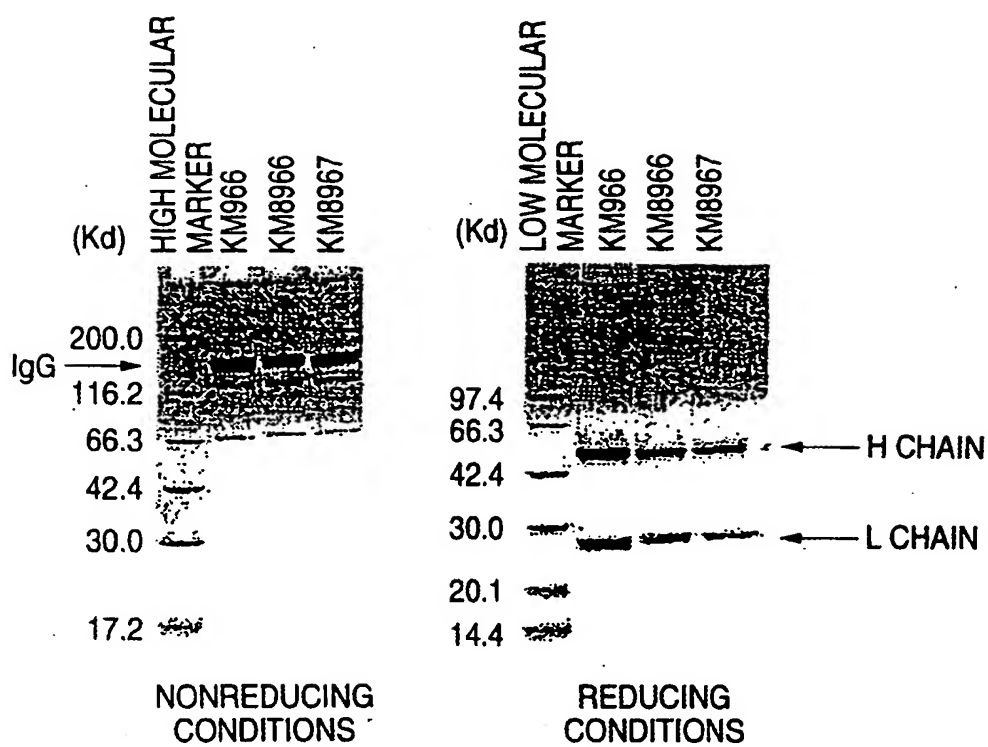 HIGH MOLECULAR
MARKER
KM966
KM8966
KM8967
(Kd)
200.0
IgG
116.2
66.3
42.4
30.0
17.2
NONREDUCING
CONDITIONS
LOW MOLECULAR
MARKER
KM966
KM8966
KM8967
(Kd)
97.4
66.3
H CHAIN
42.4
30.0
L CHAIN
20.1
14.4
REDUCING
CONDITIONS